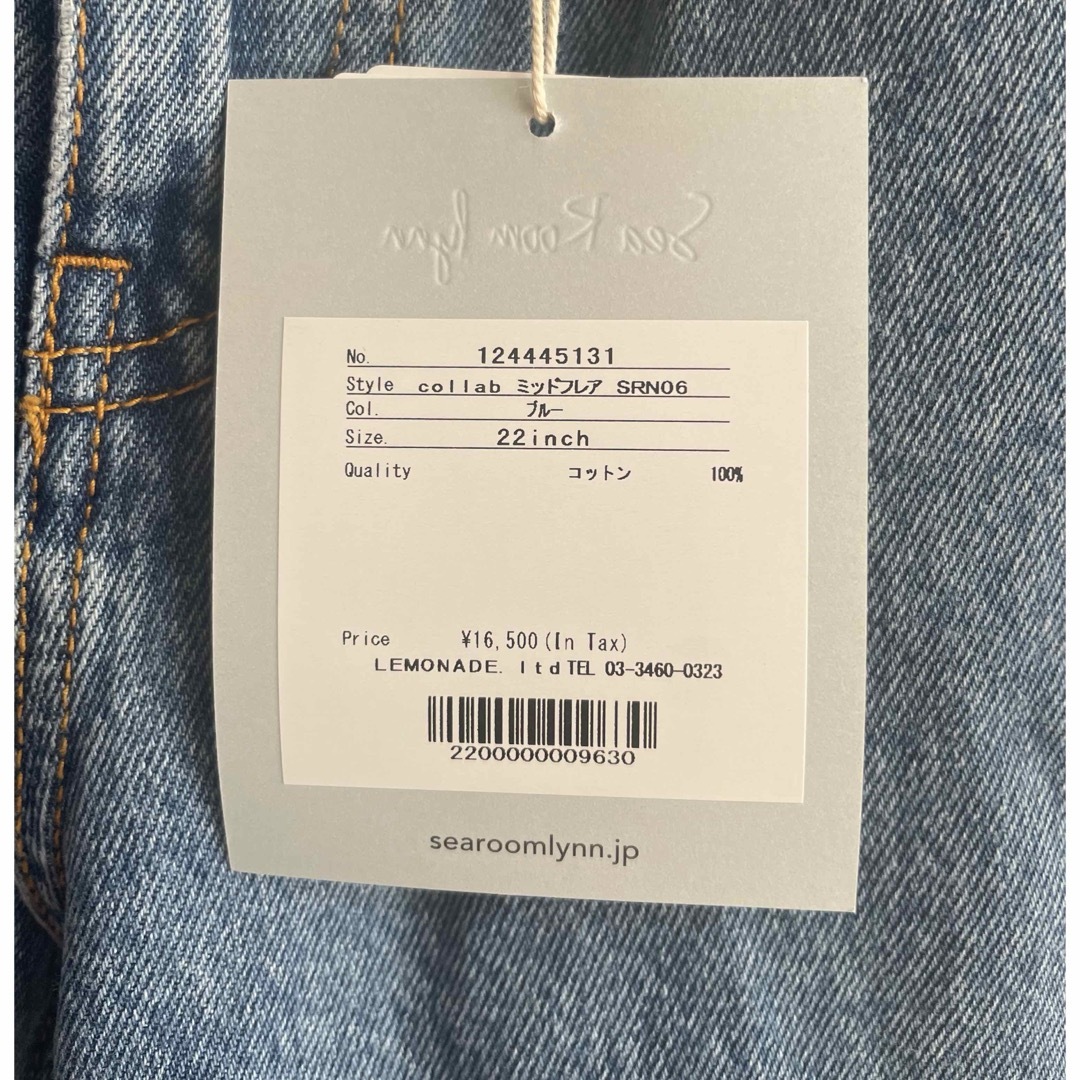 Sea Room lynn
No. 124445131
Style collab ミッドフレア SRN06
Col. ブルー
Size. 22inch
Quality コットン 100%
Price ¥16,500(In Tax)
LEMONADE. ltd TEL 03-3460-0323
2200000009630
searoomlynn.jp